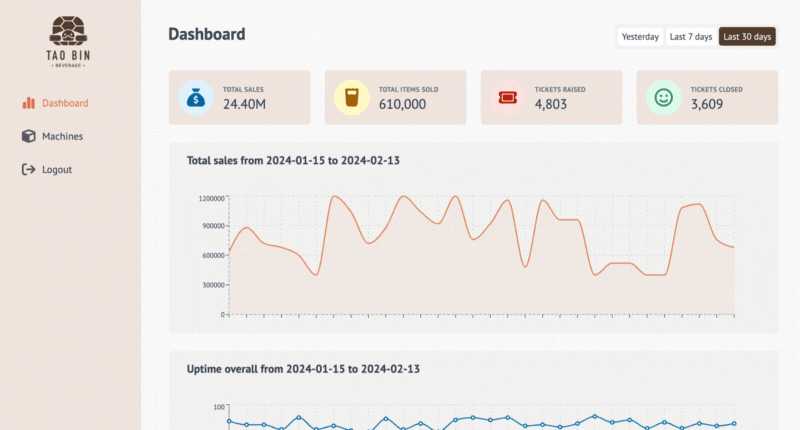 TAO BIN
• BEVERAGE •
Dashboard
Machines
Logout
Dashboard
Yesterday
Last 7 days
Last 30 days
TOTAL SALES
24.40M
TOTAL ITEMS SOLD
610,000
TICKETS RAISED
4,803
TICKETS CLOSED
3,609
Total sales from 2024-01-15 to 2024-02-13
1200000
900000
600000
300000
0
Uptime overall from 2024-01-15 to 2024-02-13
100